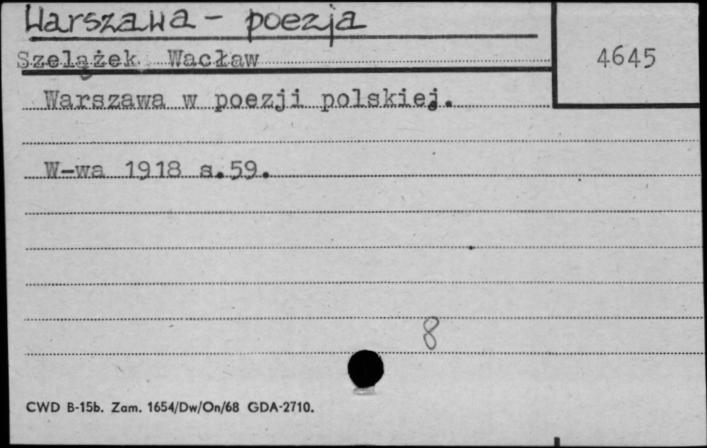 Warszawa - poezja
Szelążek Wacław
4645
Warszawa w poezji polskiej.
W-wa 1918 s.59.
8
CWD B-15b. Zam. 1654/Dw/On/68 GDA-2710.